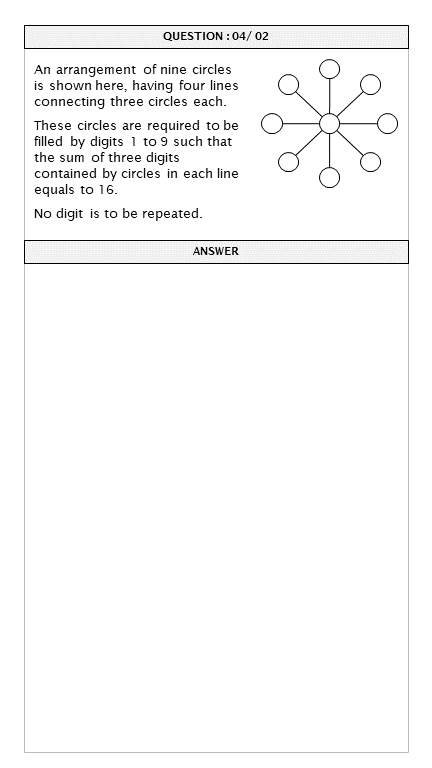 QUESTION : 04/ 02
An arrangement of nine circles
is shown here, having four lines
connecting three circles each.
These circles are required to be
filled by digits 1 to 9 such that
the sum of three digits
contained by circles in each line
equals to 16.
No digit is to be repeated.
ANSWER